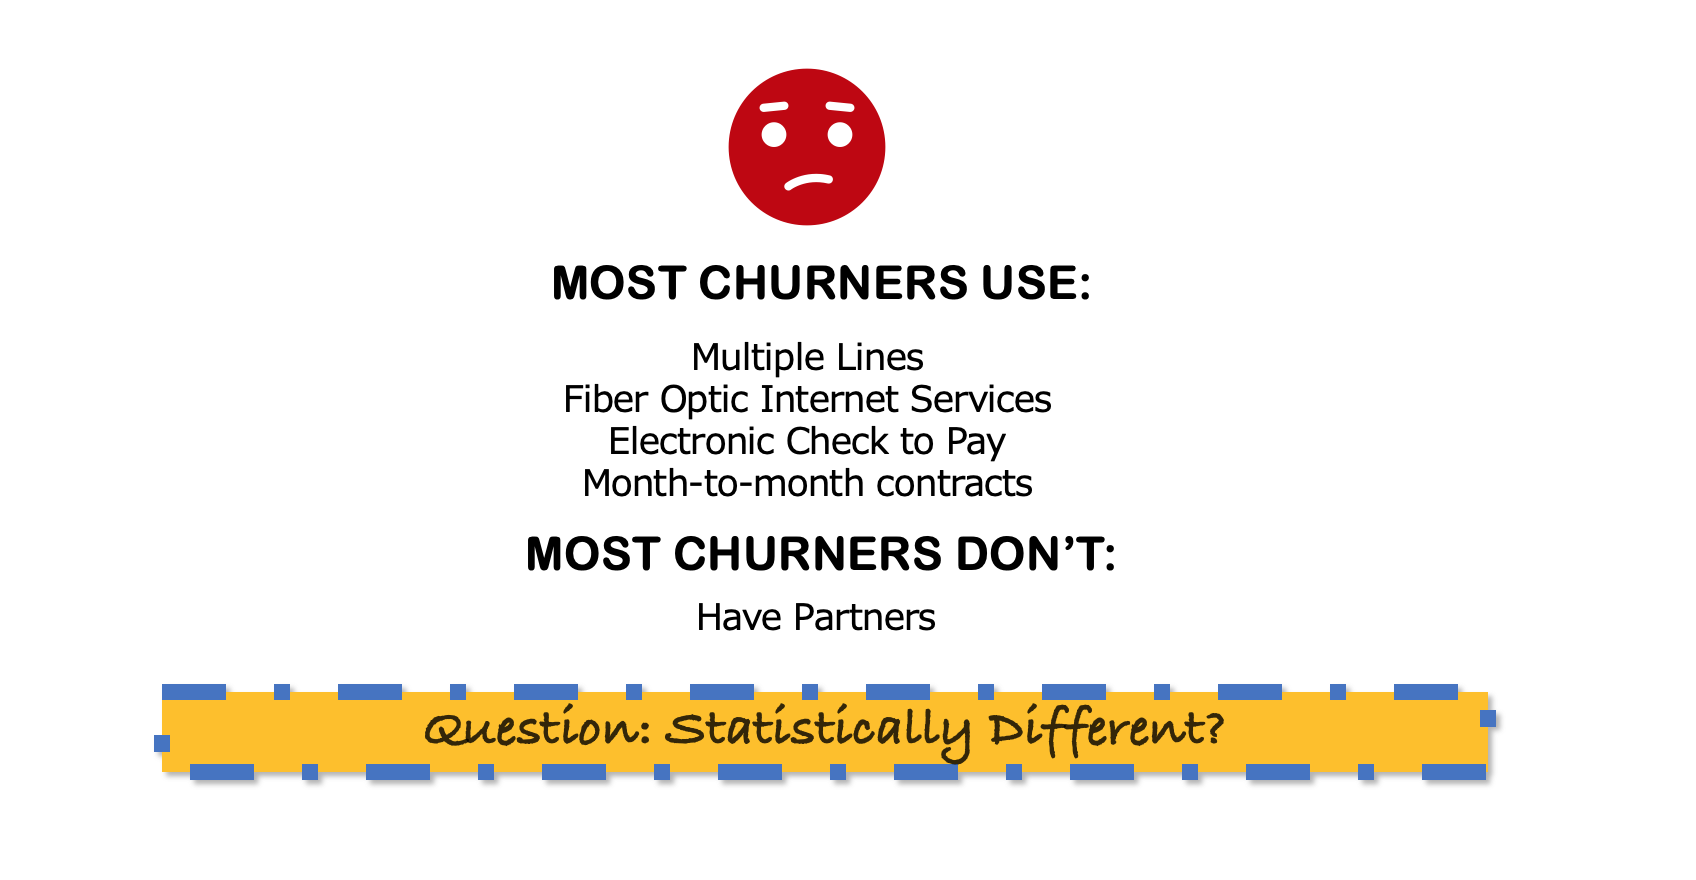 MOST CHURNERS USE:
Multiple Lines
Fiber Optic Internet Services
Electronic Check to Pay
Month-to-month contracts
MOST CHURNERS DON’T:
Have Partners
Question: Statistically Different?